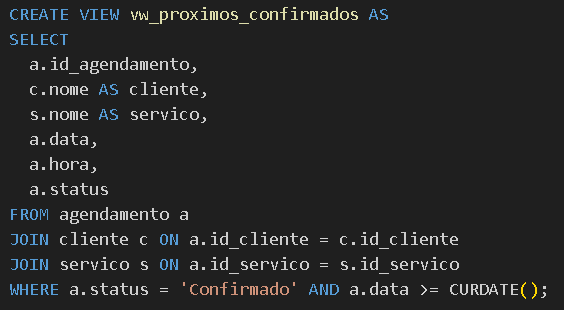 CREATE VIEW vw_proximos_confirmados AS
SELECT
  a.id_agendamento,
  c.nome AS cliente,
  s.nome AS servico,
  a.data,
  a.hora,
  a.status
FROM agendamento a
JOIN cliente c ON a.id_cliente = c.id_cliente
JOIN servico s ON a.id_servico = s.id_servico
WHERE a.status = 'Confirmado' AND a.data >= CURDATE();